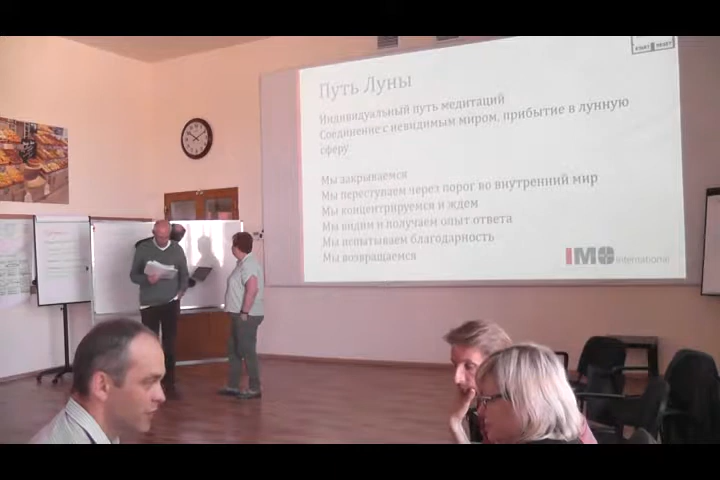 Путь Луны
Индивидуальный путь медитаций
Соединение с невидимым миром, прибытие в лунную
сферу
Мы закрываемся
Мы переступаем через порог во внутренний мир
Мы концентрируемся и ждем
Мы видим и получаем опыт ответа
Мы испытываем благодарность
Мы возвращаемся
IMO International